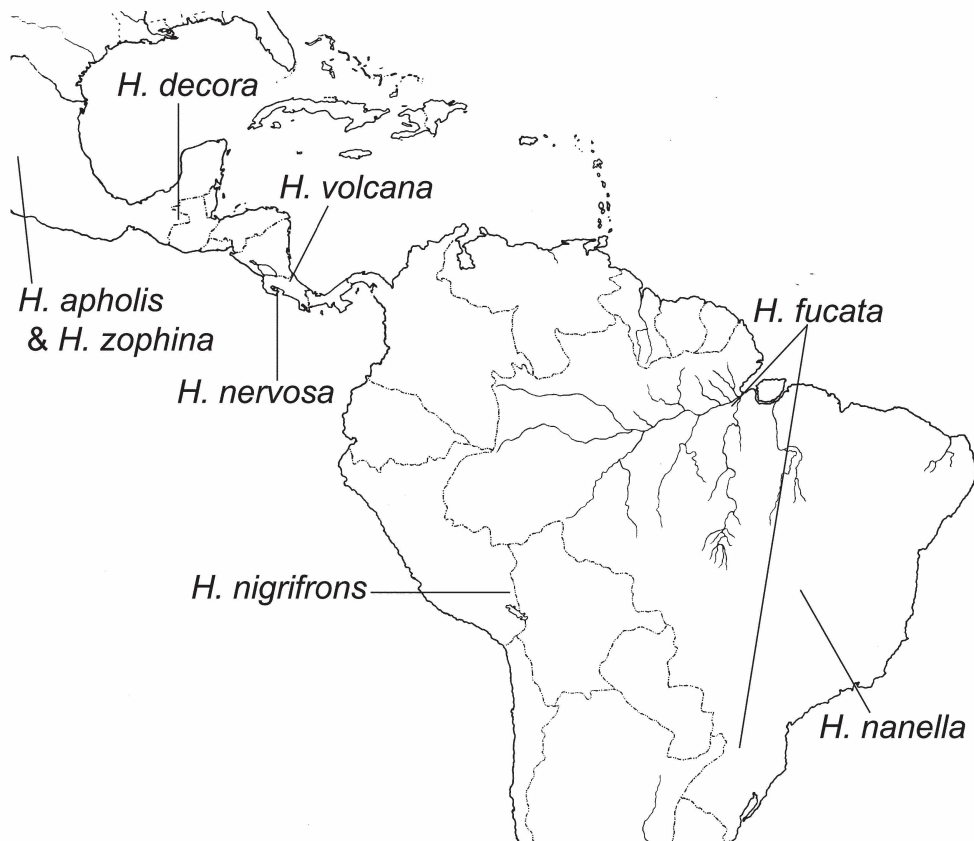 H. decora
H. volcana
H. apholis
& H. zophina
H. fucata
H. nervosa
H. nigrifrons
H. nanella